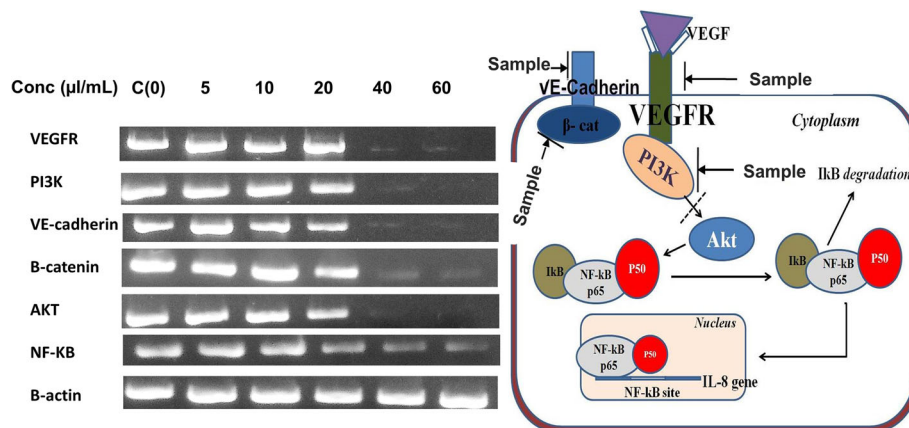 Conc (µl/mL) C(0) 5 10 20 40 60
VEGFR
PI3K
VE-cadherin
B-catenin
AKT
NF-KB
B-actin
VEGF
Sample
Sample
vE-Cadherin
VEGFR
Cytoplasm
β- cat
Sample
PI3K
Sample
IkB degradation
Akt
IkB
NF-kB
p65
P50
IkB
NF-kB
p65
P50
Nucleus
NF-kB
p65
P50
IL-8 gene
NF-kB site